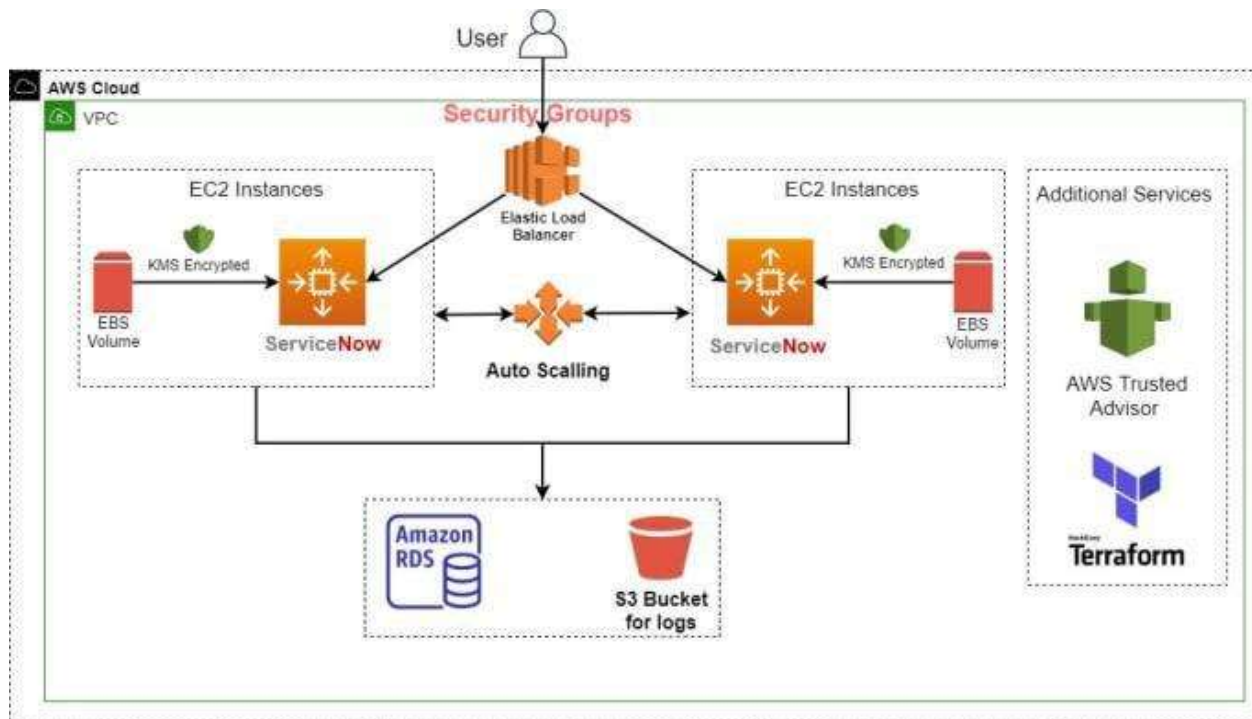 User
AWS Cloud
VPC
Security Groups
EC2 Instances
EC2 Instances
Additional Services
Elastic Load
Balancer
KMS Encrypted
KMS Encrypted
EBS
Volume
ServiceNow
Auto Scalling
ServiceNow
EBS
Volume
AWS Trusted
Advisor
Amazon
RDS
S3 Bucket
for logs
HashiCorp
Terraform